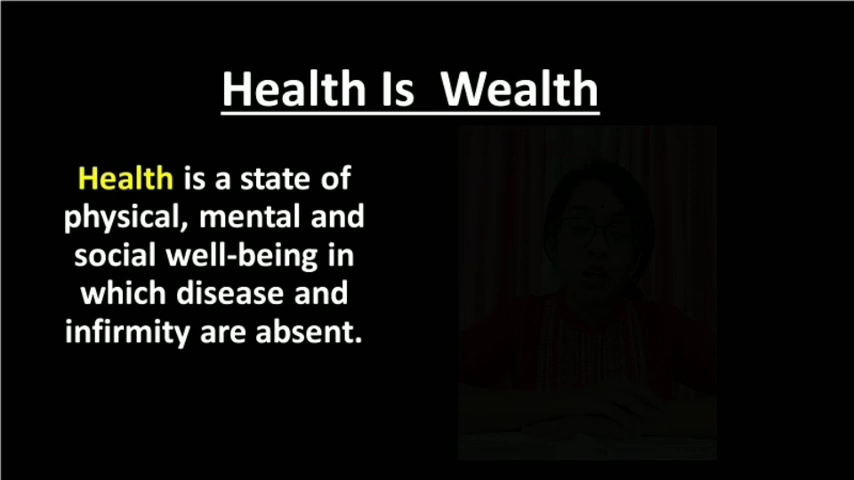 Health Is  Wealth
Health is a state of
physical, mental and
social well-being in
which disease and
infirmity are absent.